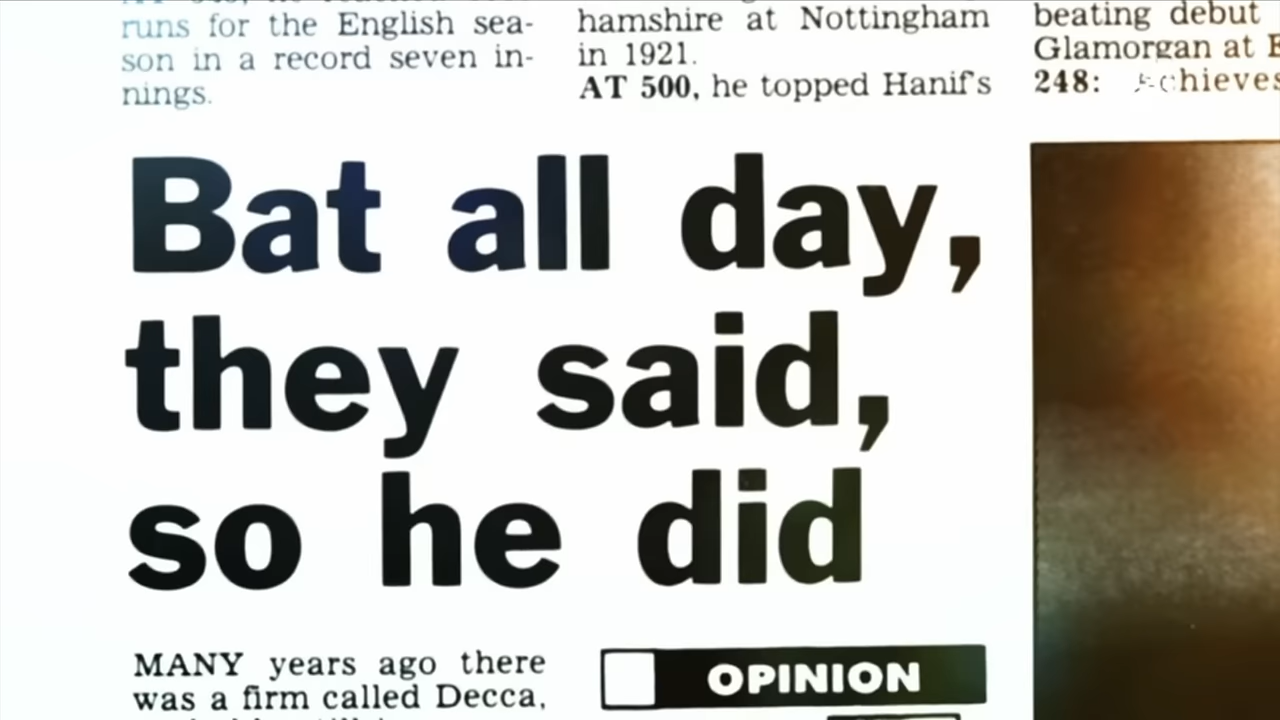 runs for the English sea-
son in a record seven in-
nings.
hamshire at Nottingham
in 1921.
AT 500, he topped Hanif's
beating debut
Glamorgan at E
248: Achieves
Bat all day,
they said,
so he did
MANY years ago there
was a firm called Decca,
OPINION